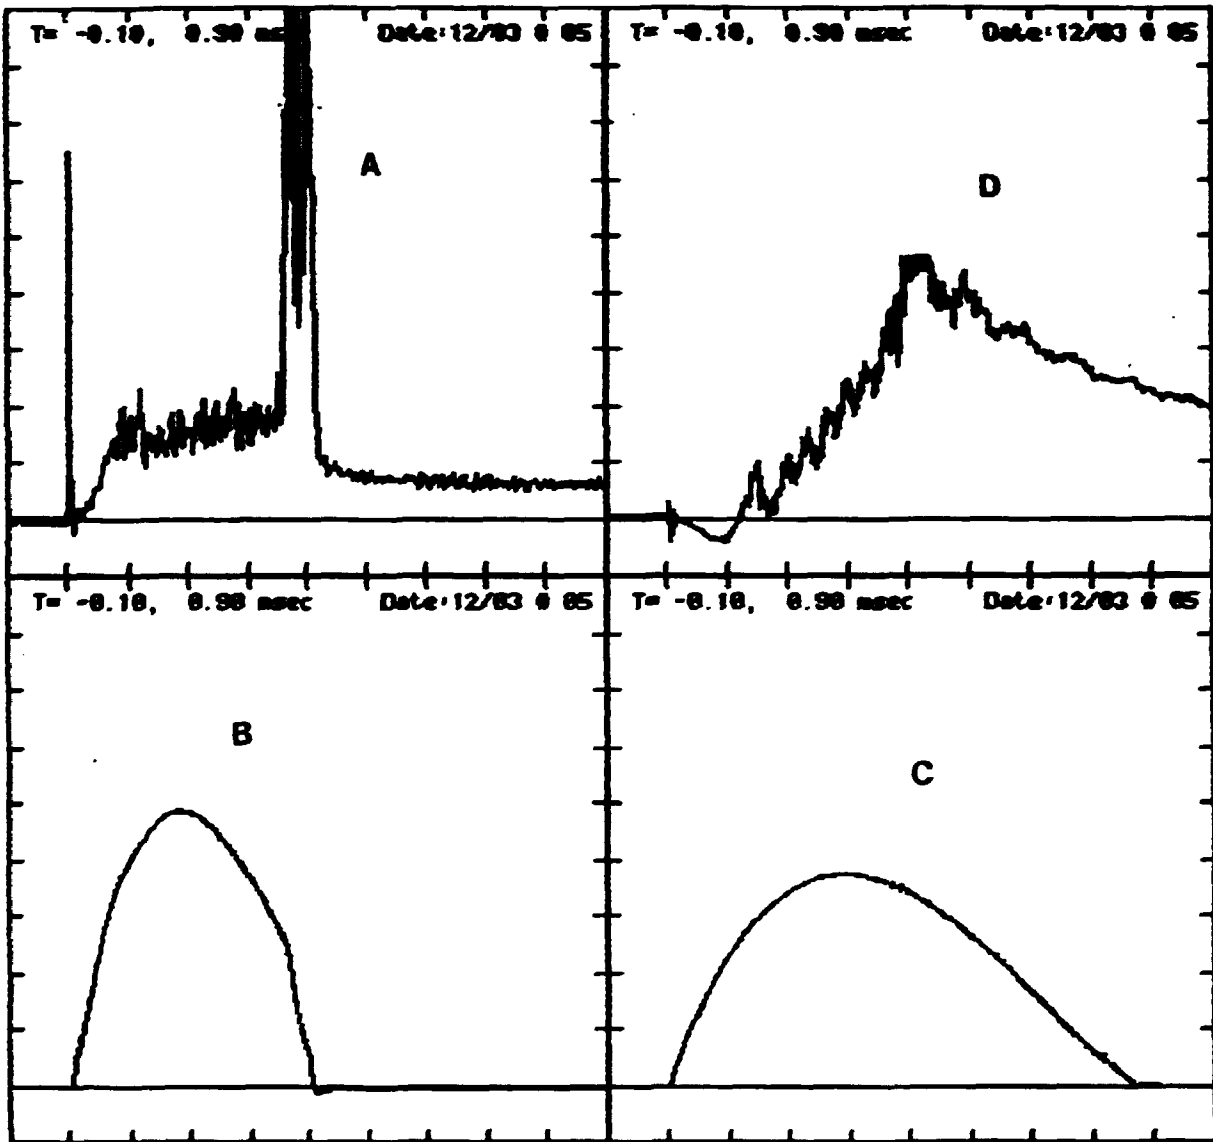 T= -0.10, 0.90 ms
Date:12/03 @ 05
A
T= -0.10, 0.90 msec
Date:12/03 @ 05
D
T= -0.10, 0.90 msec
Date:12/03 @ 05
B
T= -0.10, 0.90 msec
Date:12/03 @ 05
C